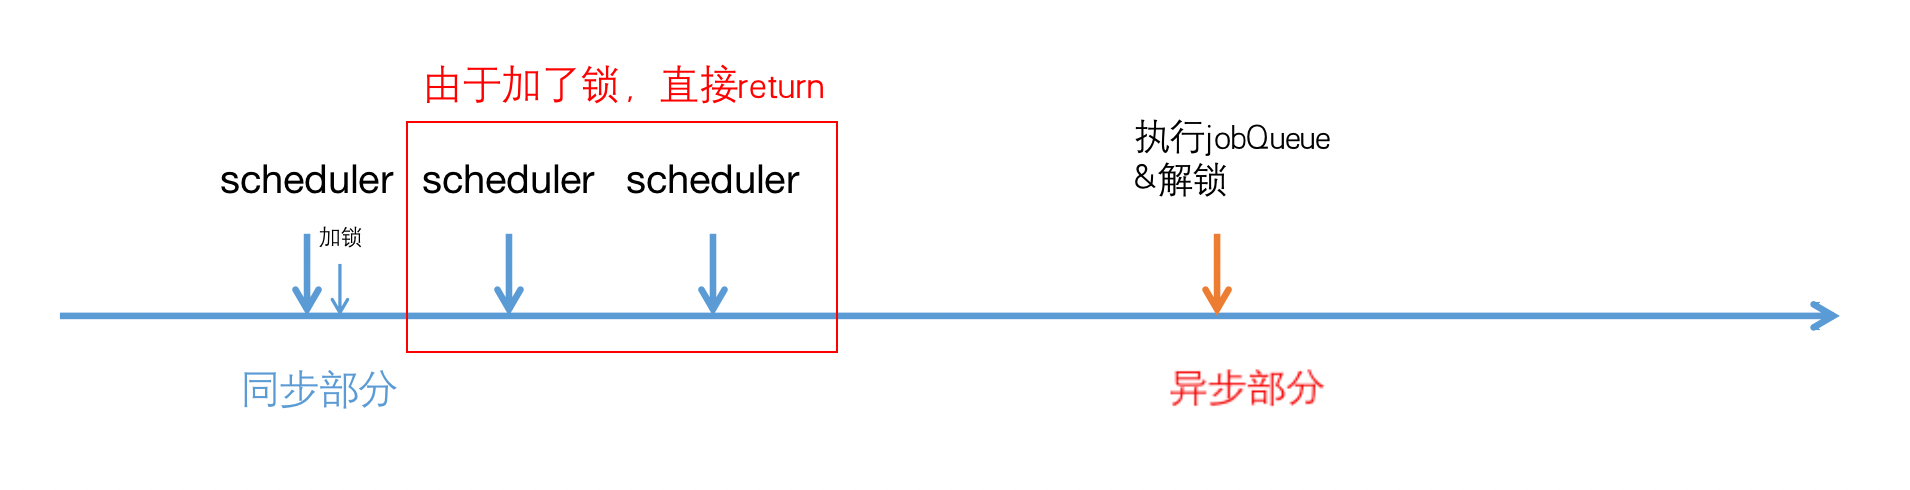 由于加了锁，直接return
执行jobQueue
&解锁
scheduler
scheduler
scheduler
加锁
同步部分
异步部分